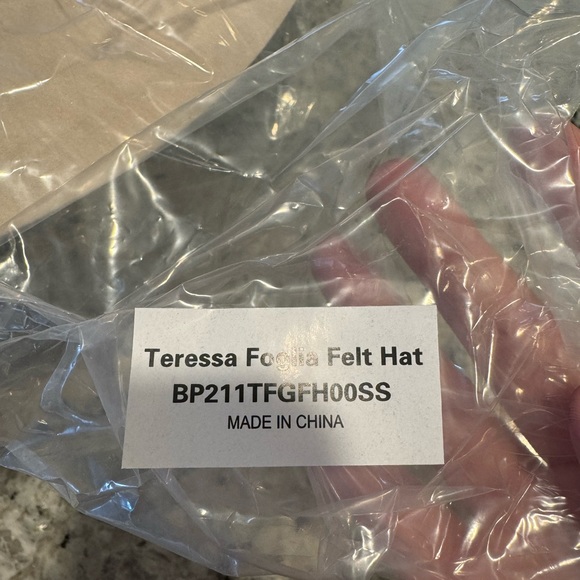 Teressa Foglia Felt Hat
BP211TFGFH00SS
MADE IN CHINA